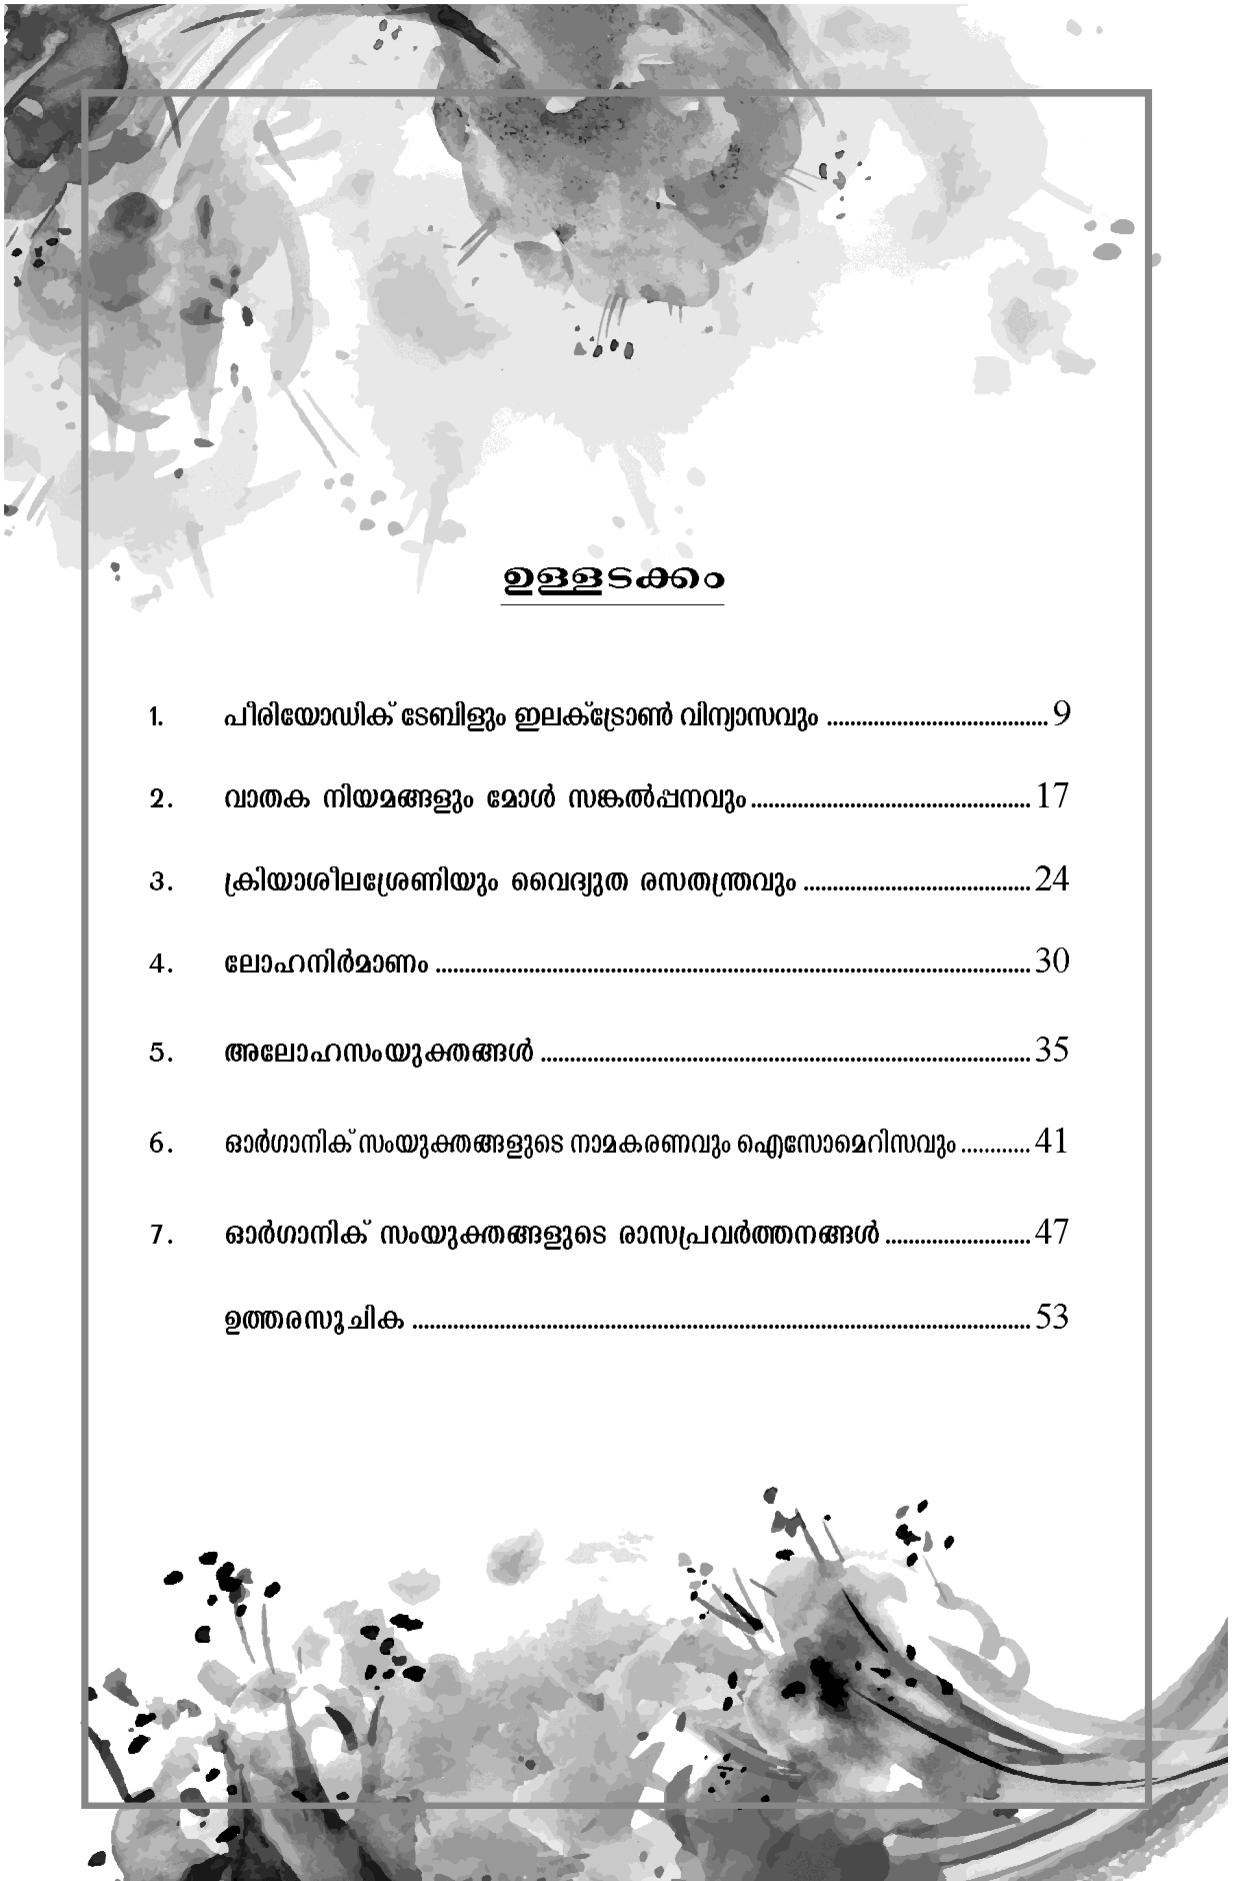 ഉള്ളടക്കം
1. പീരിയോഡിക് ടേബിളും ഇലക്ട്രോൺ വിന്യാസവും ...................................... 9
2. വാതക നിയമങ്ങളും മോൾ സങ്കൽപ്പനവും ................................................ 17
3. ക്രിയാശീലശ്രേണിയും വൈദ്യുത രസതന്ത്രവും ....................................... 24
4. ലോഹനിർമാണം ...................................................................................................... 30
5. അലോഹസംയുക്തങ്ങൾ .................................................................................... 35
6. ഓർഗാനിക് സംയുക്തങ്ങളുടെ നാമകരണവും ഐസോമെറിസവും ............ 41
7. ഓർഗാനിക് സംയുക്തങ്ങളുടെ രാസപ്രവർത്തനങ്ങൾ ......................... 47
ഉത്തരസൂചിക .......................................................................................................... 53